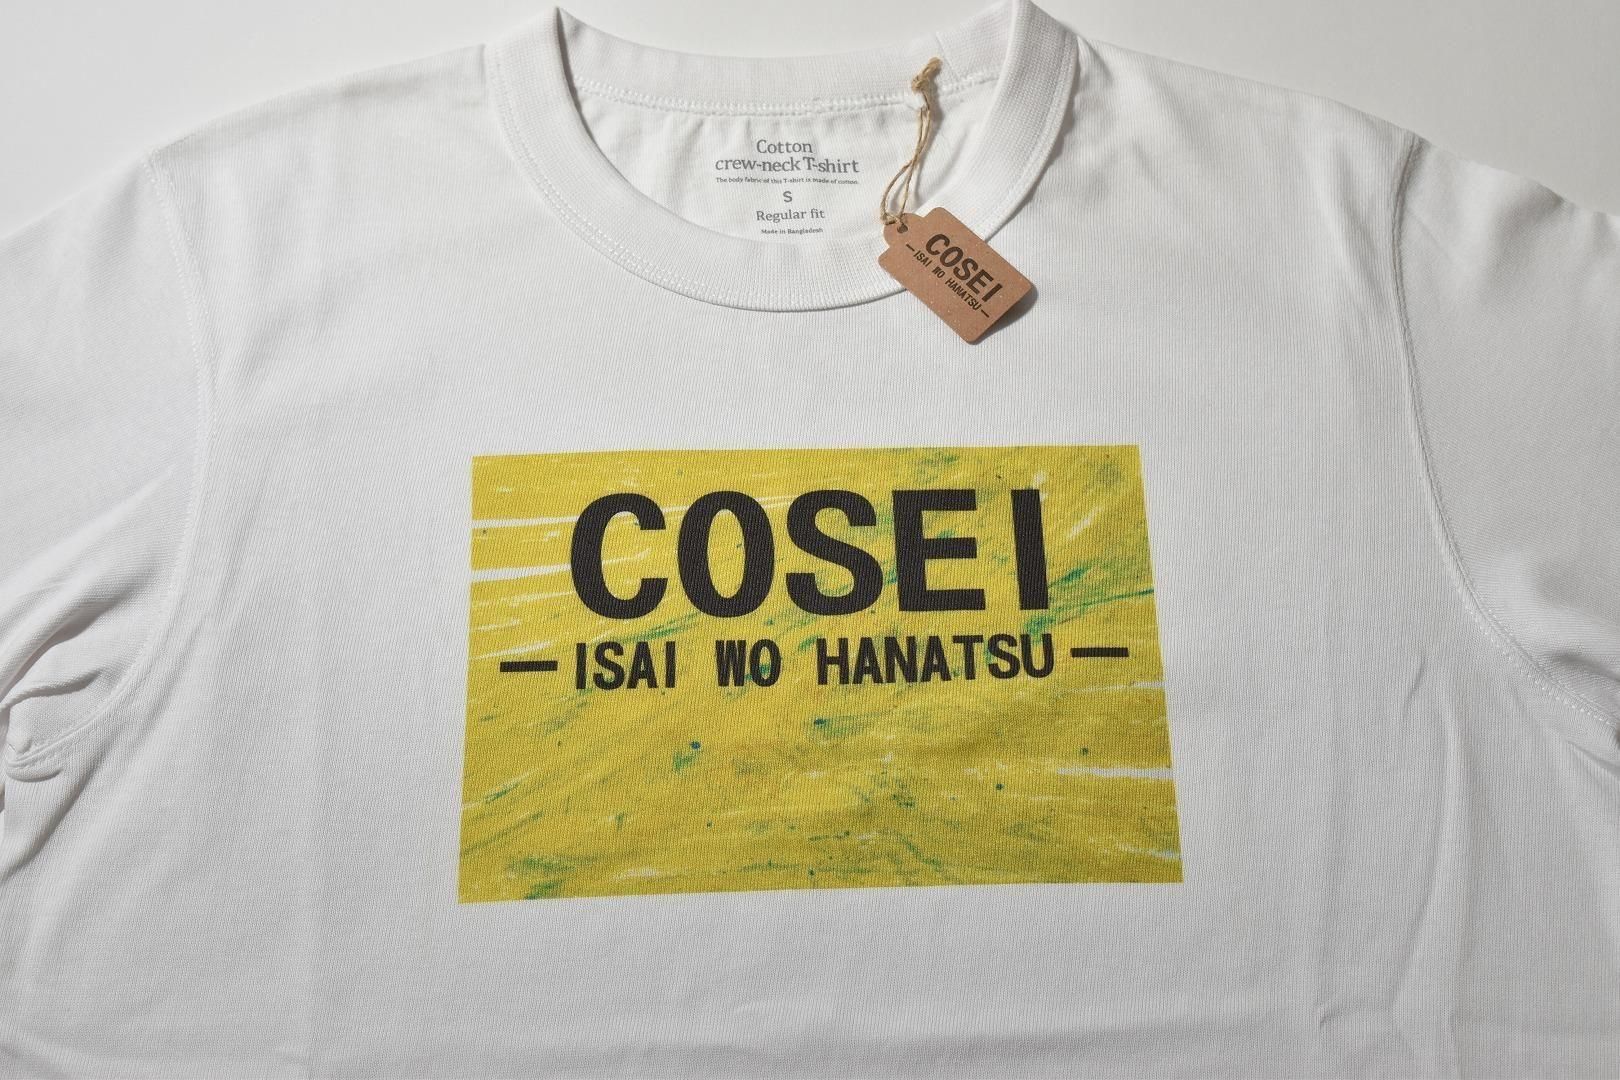 Cotton
crew-neck T-shirt
The body fabric of this T-shirt is made of cotton.
S
Regular fit
Made in Bangladesh
COSEI
—ISAI WO HANATSU—
COSEI
—ISAI WO HANATSU—